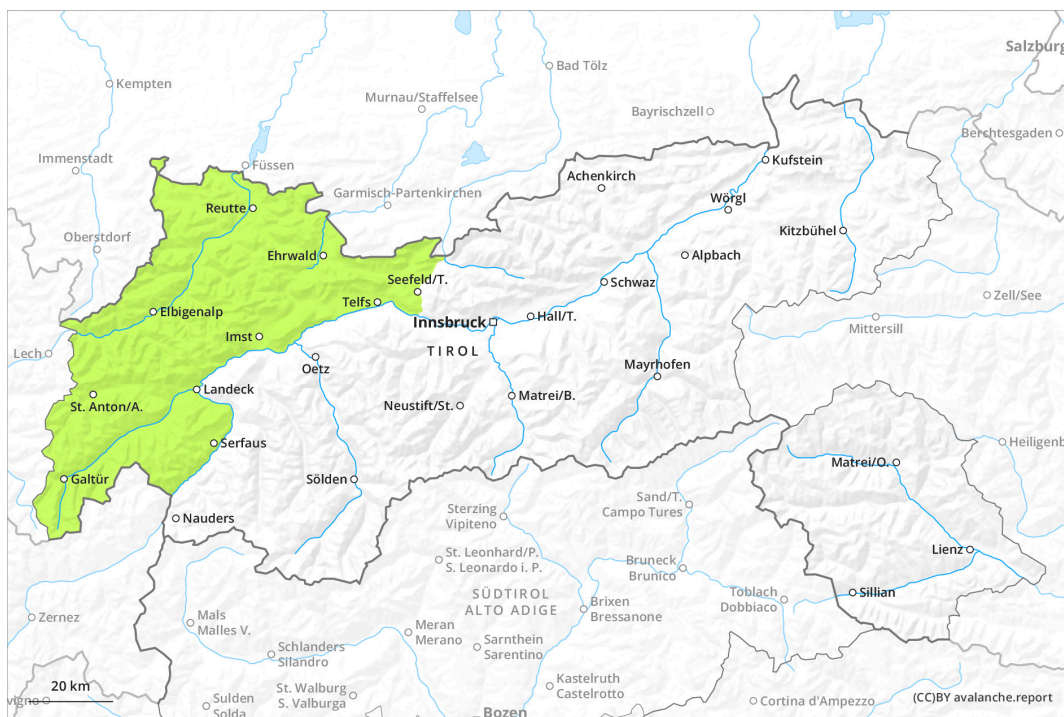 Salzburg
Kempten
Bad Tölz
Murnau/Staffelsee
Bayrischzell
Berchtesgaden
Immenstadt
Füssen
Kufstein
Achenkirch
Garmisch-Partenkirchen
Wörgl
Reutte
Oberstdorf
Kitzbühel
Ehrwald
Alpbach
Seefeld/T.
Schwaz
Zell/See
Telfs
Elbigenalp
Innsbruck
Hall/T.
Mittersill
Imst
Lech
TIROL
Oetz
Mayrhofen
Landeck
St. Anton/A.
Neustift/St.
Matrei/B.
Serfaus
Heiligenb
Matrei/O.
Galtür
Sölden
Sand/T.
Campo Tures
Nauders
Sterzing
Vipiteno
Lienz
St. Leonhard/P.
S. Leonardo i. P.
Bruneck
Brunico
SÜDTIROL
ALTO ADIGE
Toblach
Dobbiaco
Sillian
Zernez
Mals
Malles V.
Brixen
Bressanone
Meran
Merano
Schlanders
Silandro
Sarnthein
Sarentino
20 km
Kastelruth
Castelrotto
St. Walburg
S. Valburga
vigno
Sulden
Solda
Cortina d'Ampezzo
(CC)BY avalanche.report
Bozen